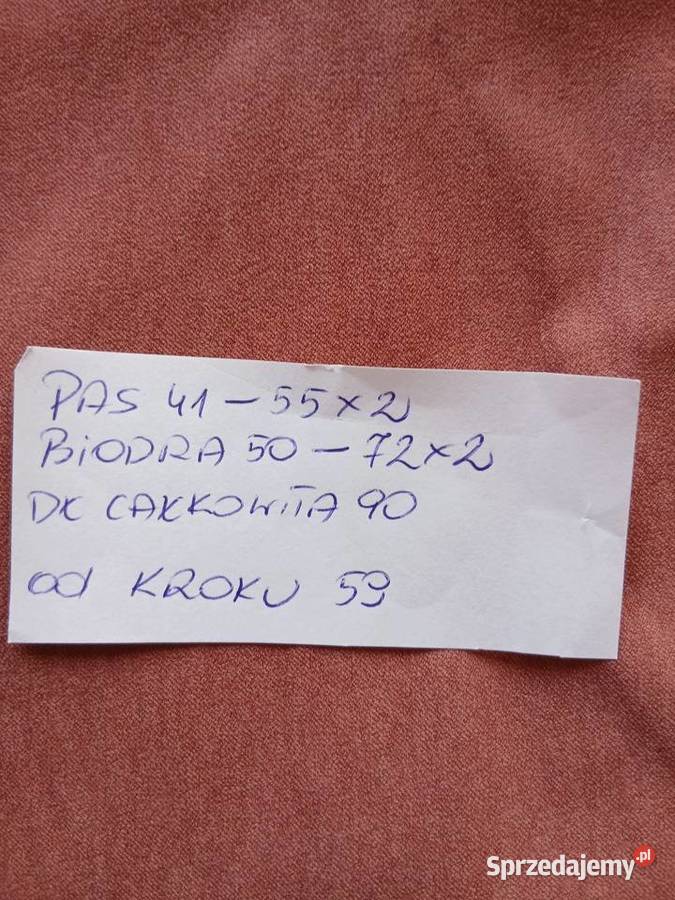 PAS 41-55x2
BIODRA 50-72x2
DŁ CAŁKOWITA 90
od KROKU 59
Sprzedajemy.pl